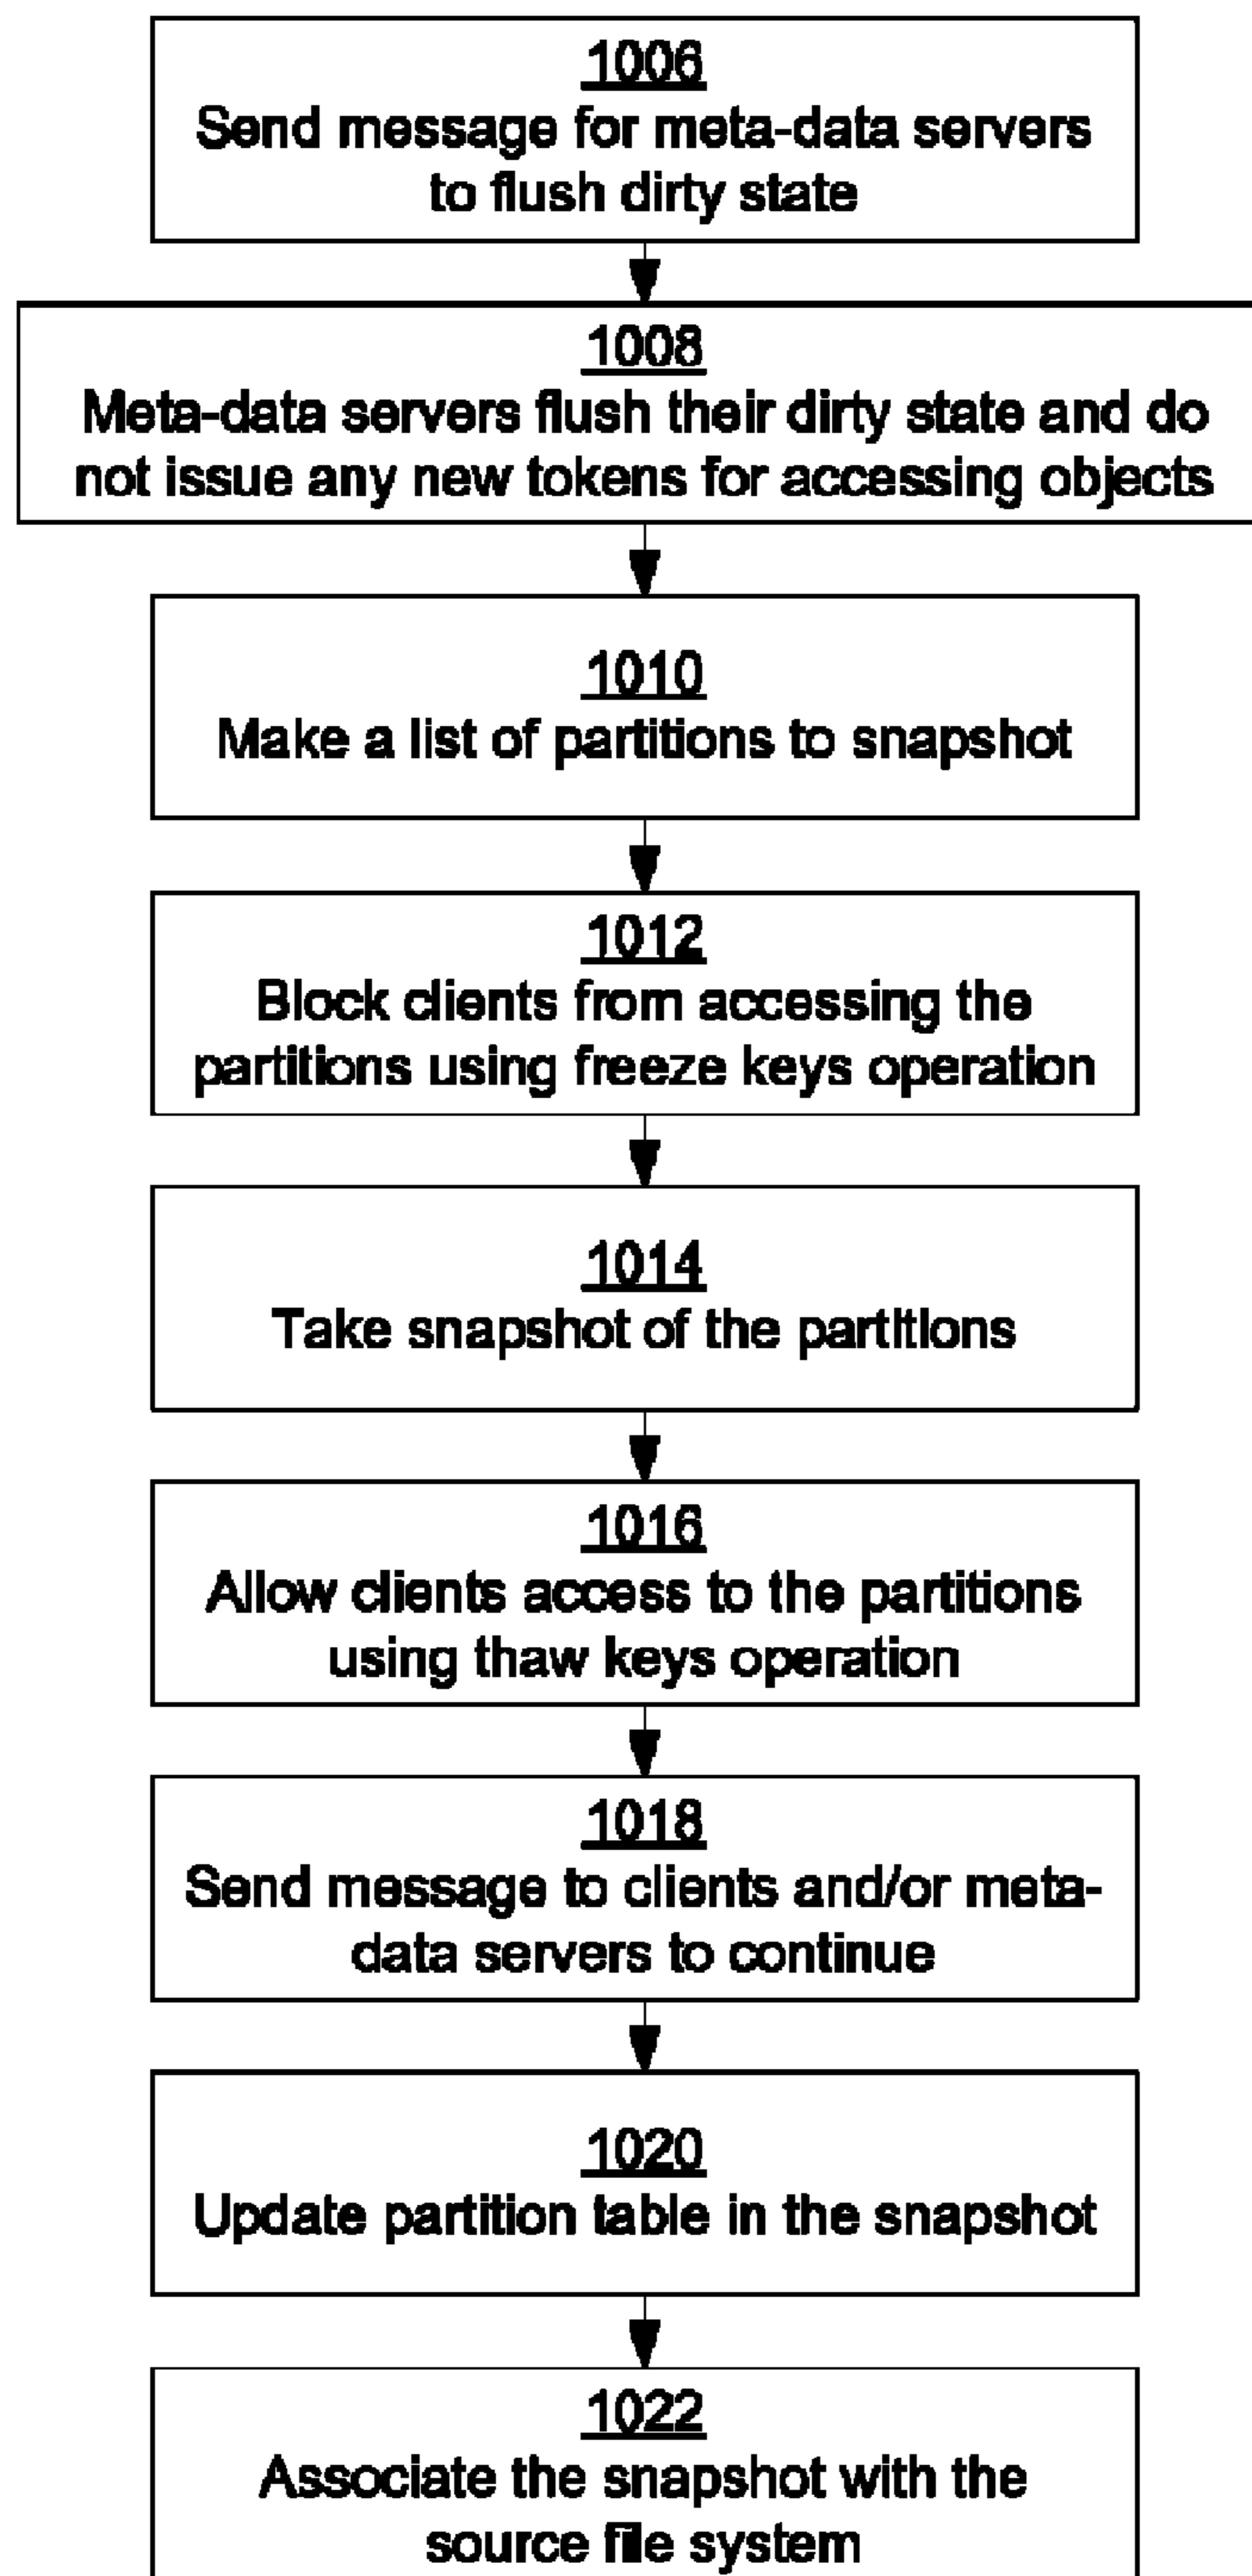 1006
Send message for meta-data servers
to flush dirty state
1008
Meta-data servers flush their dirty state and do
not issue any new tokens for accessing objects
1010
Make a list of partitions to snapshot
1012
Block clients from accessing the
partitions using freeze keys operation
1014
Take snapshot of the partitions
1016
Allow clients access to the partitions
using thaw keys operation
1018
Send message to clients and/or meta-
data servers to continue
1020
Update partition table in the snapshot
1022
Associate the snapshot with the
source file system